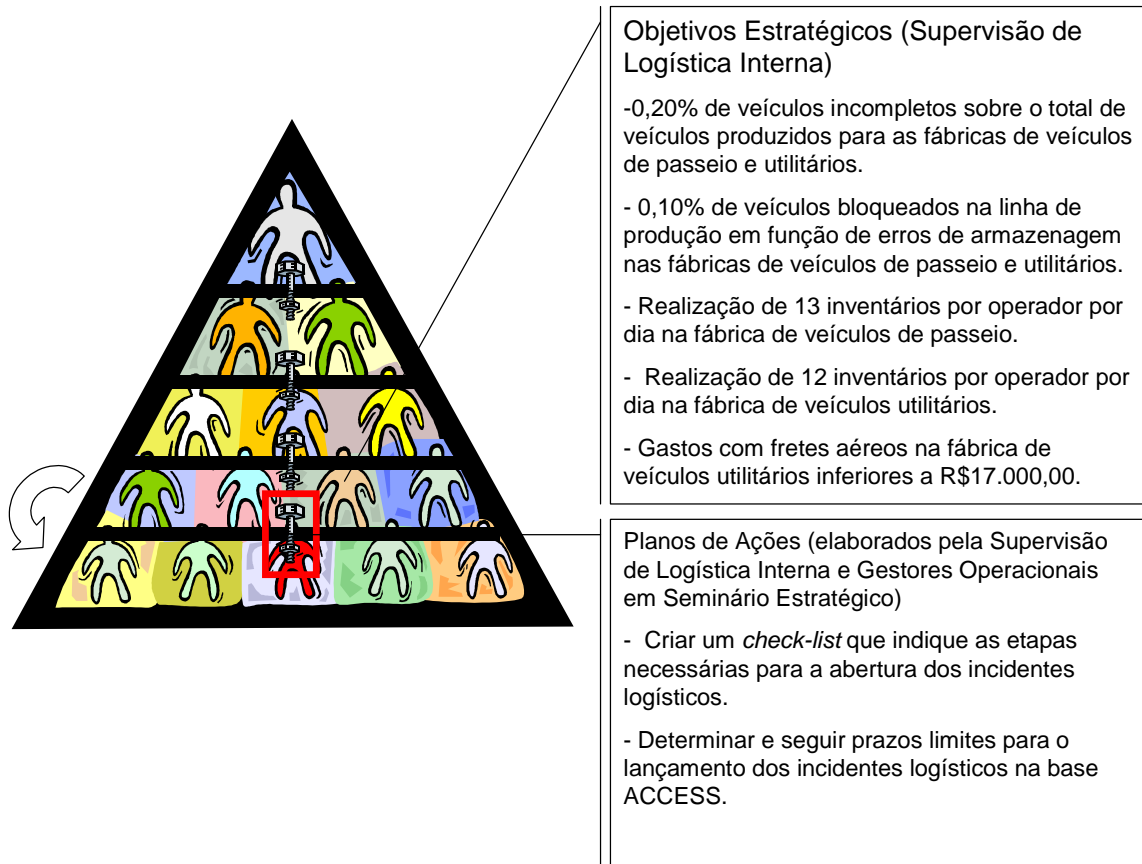 Objetivos Estratégicos (Supervisão de
Logística Interna)
-0,20% de veículos incompletos sobre o total de
veículos produzidos para as fábricas de veículos
de passeio e utilitários.
- 0,10% de veículos bloqueados na linha de
produção em função de erros de armazenagem
nas fábricas de veículos de passeio e utilitários.
- Realização de 13 inventários por operador por
dia na fábrica de veículos de passeio.
- Realização de 12 inventários por operador por
dia na fábrica de veículos utilitários.
- Gastos com fretes aéreos na fábrica de
veículos utilitários inferiores a R$17.000,00.
Planos de Ações (elaborados pela Supervisão
de Logística Interna e Gestores Operacionais
em Seminário Estratégico)
- Criar um check-list que indique as etapas
necessárias para a abertura dos incidentes
logísticos.
- Determinar e seguir prazos limites para o
lançamento dos incidentes logísticos na base
ACCESS.